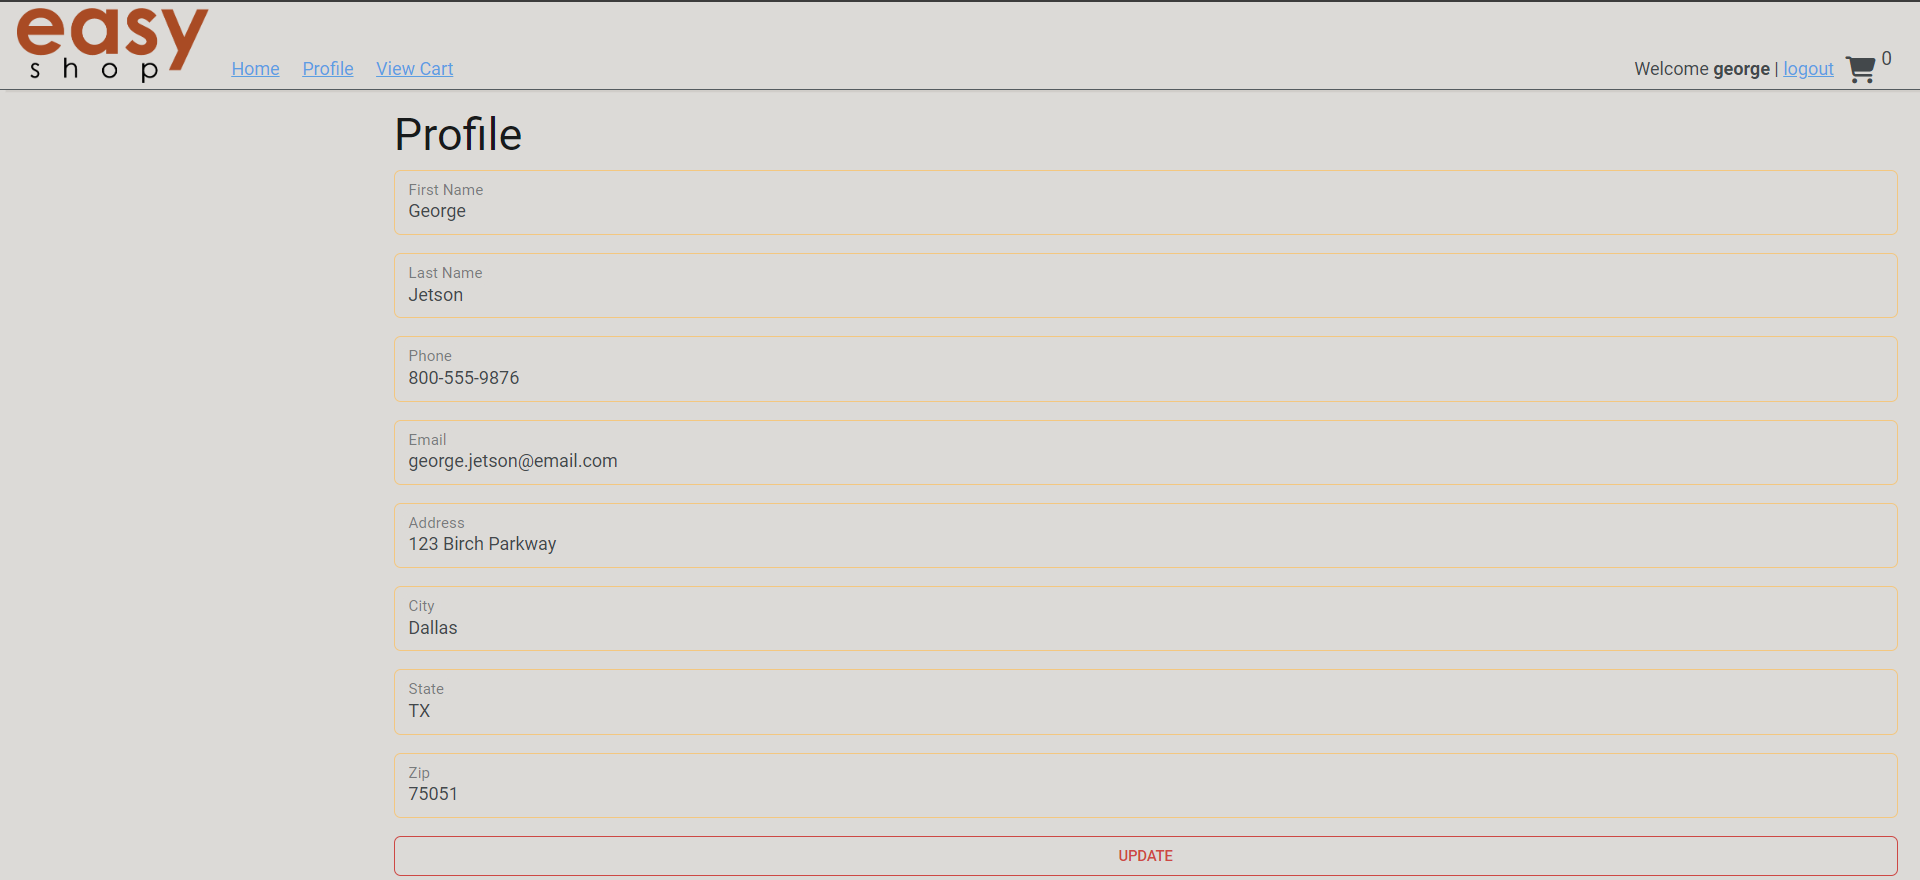 easy
shop
Home Profile View Cart Welcome george | logout 0
Profile
First Name
George
Last Name
Jetson
Phone
800-555-9876
Email
george.jetson@email.com
Address
123 Birch Parkway
City
Dallas
State
TX
Zip
75051
UPDATE